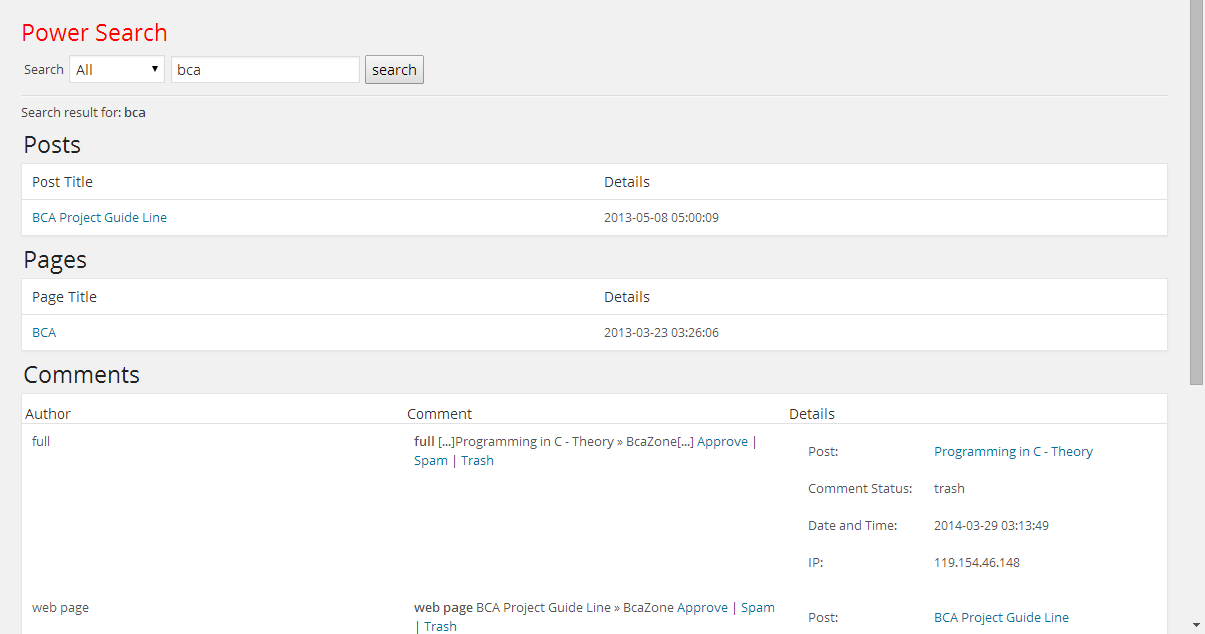 Power Search
Search All bca search
Search result for: bca
Posts
Post Title Details
BCA Project Guide Line 2013-05-08 05:00:09
Pages
Page Title Details
BCA 2013-03-23 03:26:06
Comments
Author Comment Details
full
full [...]Programming in C - Theory » BcaZone[...] Approve |
Spam | Trash
Post: Programming in C - Theory
Comment Status: trash
Date and Time: 2014-03-29 03:13:49
IP: 119.154.46.148
web page
web page BCA Project Guide Line » BcaZone Approve | Spam
| Trash
Post: BCA Project Guide Line